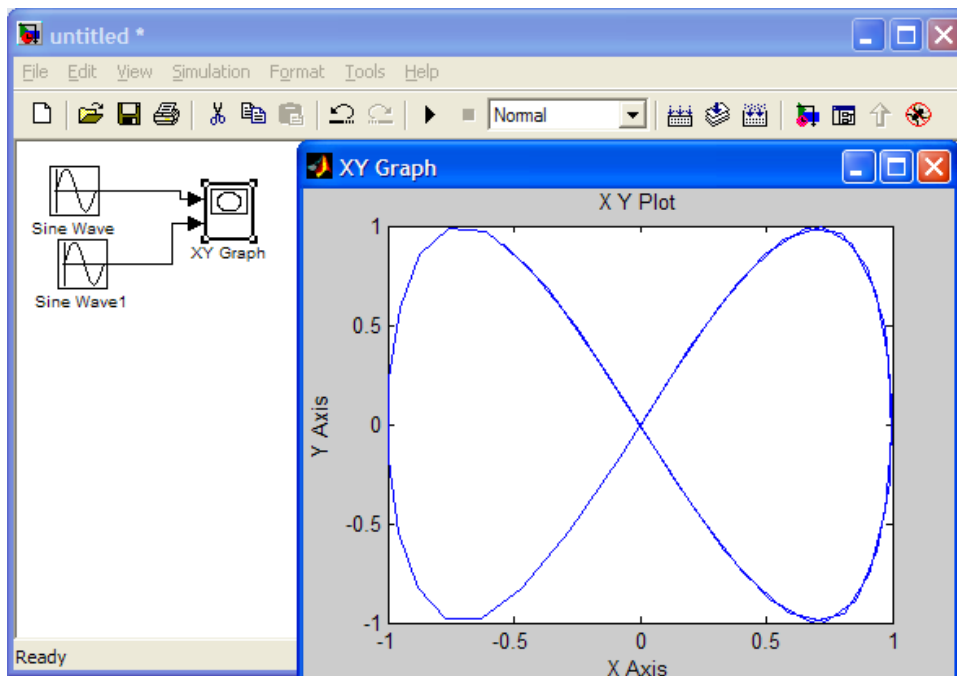 untitled *
File Edit View Simulation Format Tools Help
Normal
Sine Wave
XY Graph
Sine Wave1
Ready
XY Graph
X Y Plot
1
0.5
0
-0.5
-1
Y Axis
-1 -0.5 0 0.5 1
X Axis